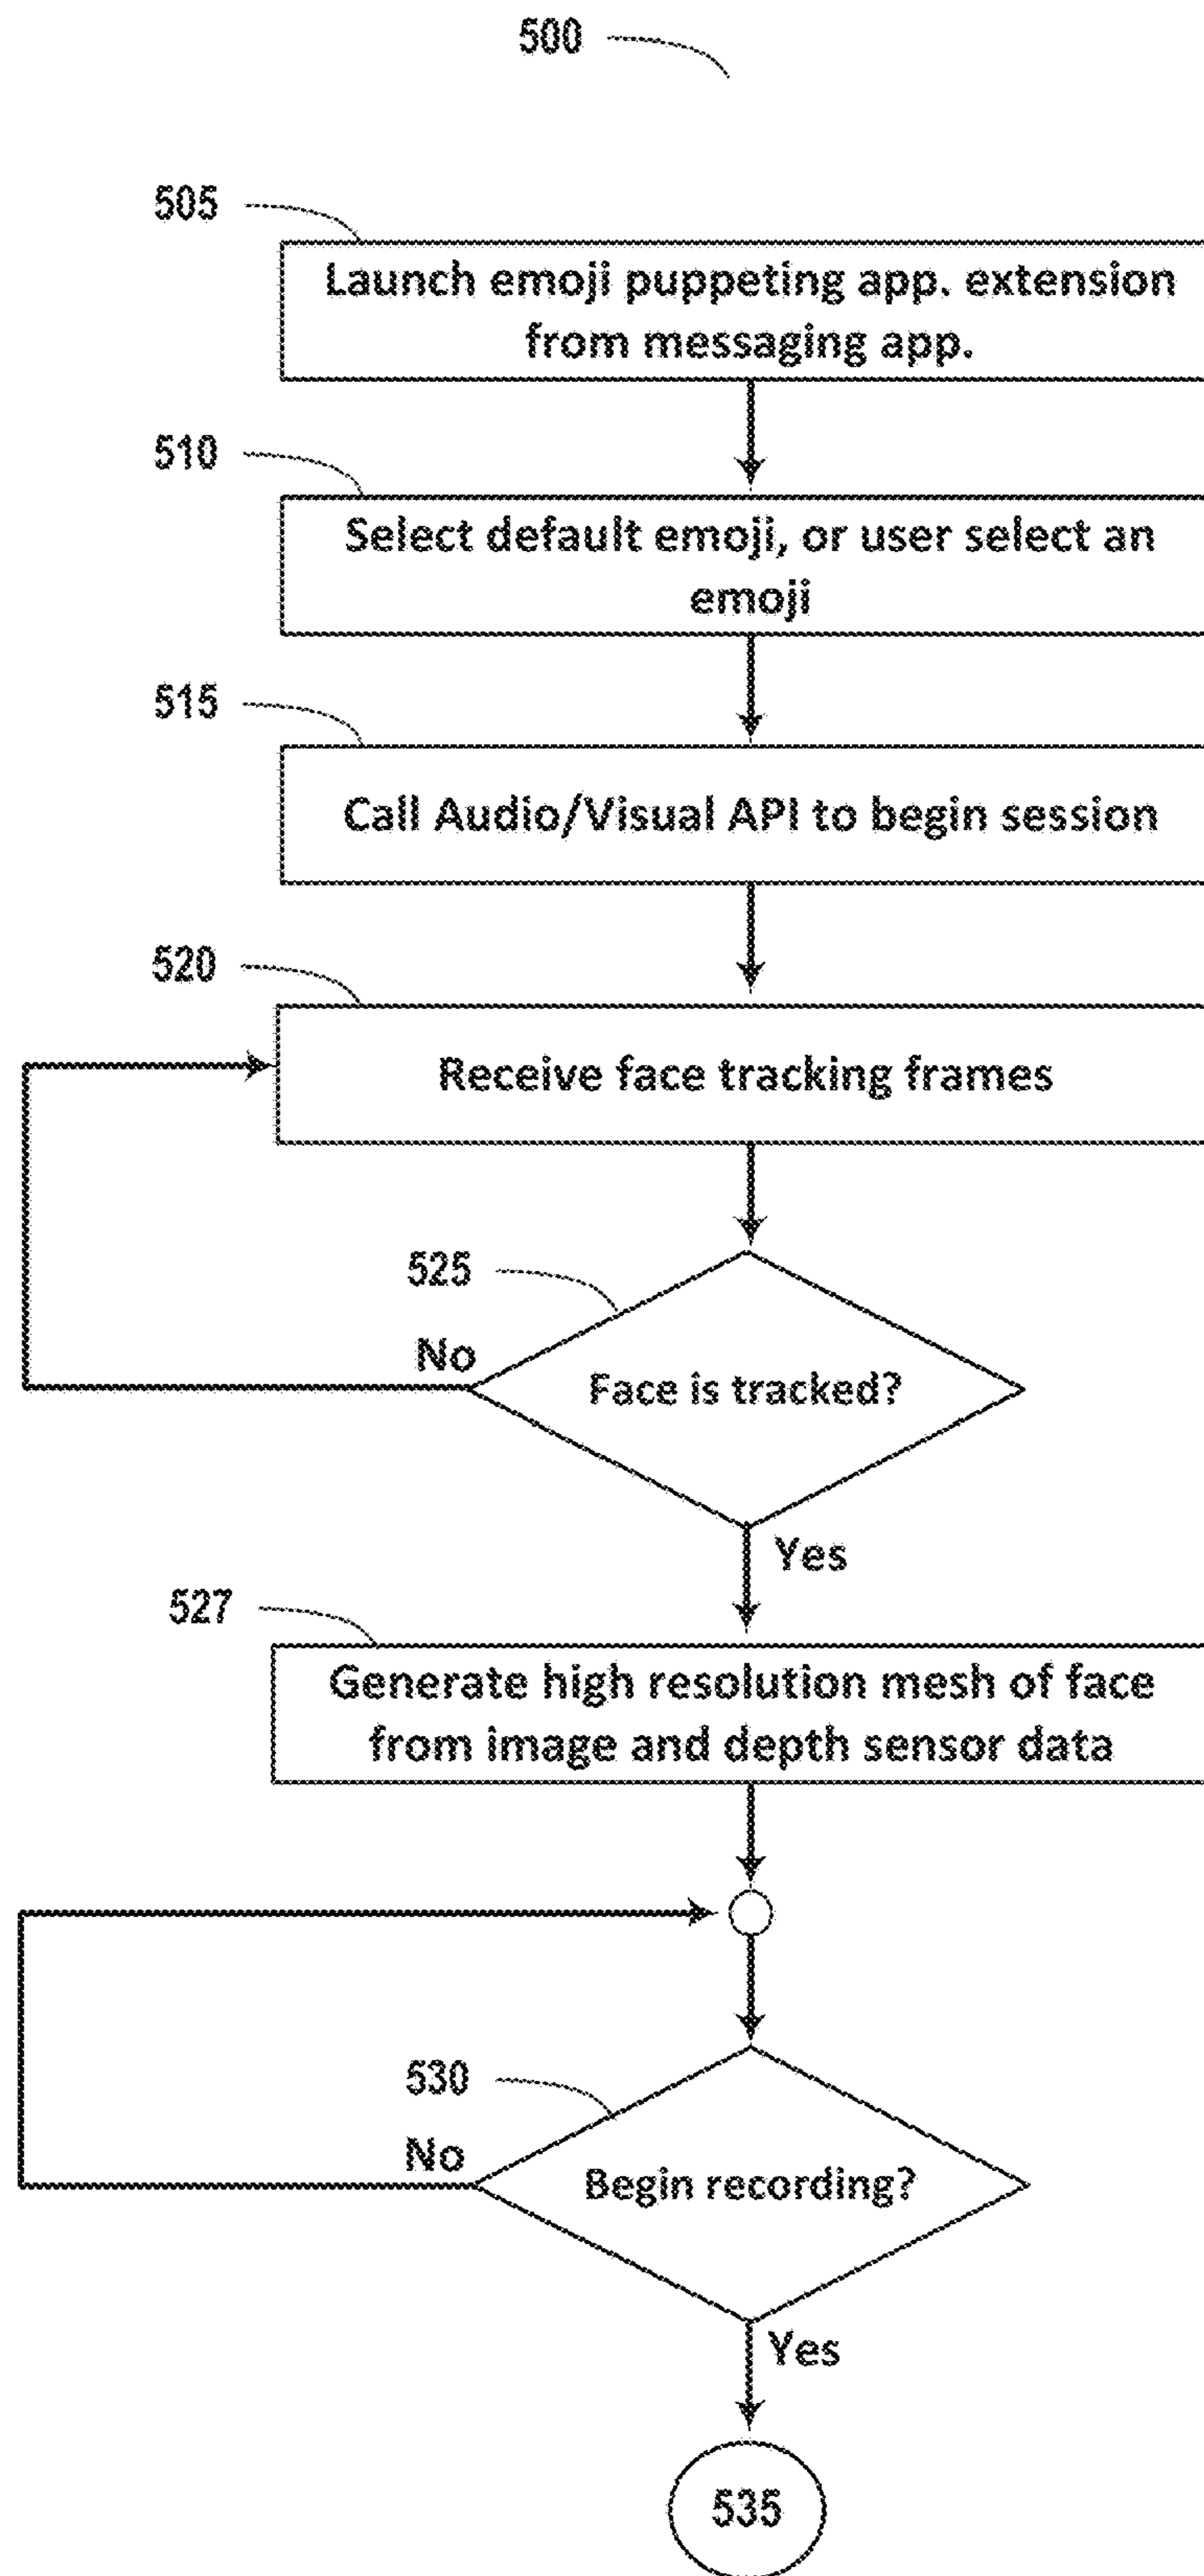 500
505
Launch emoji puppeting app. extension
from messaging app.
510
Select default emoji, or user select an
emoji
515
Call Audio/Visual API to begin session
520
Receive face tracking frames
525
No
Face is tracked?
Yes
527
Generate high resolution mesh of face
from image and depth sensor data
530
No
Begin recording?
Yes
535